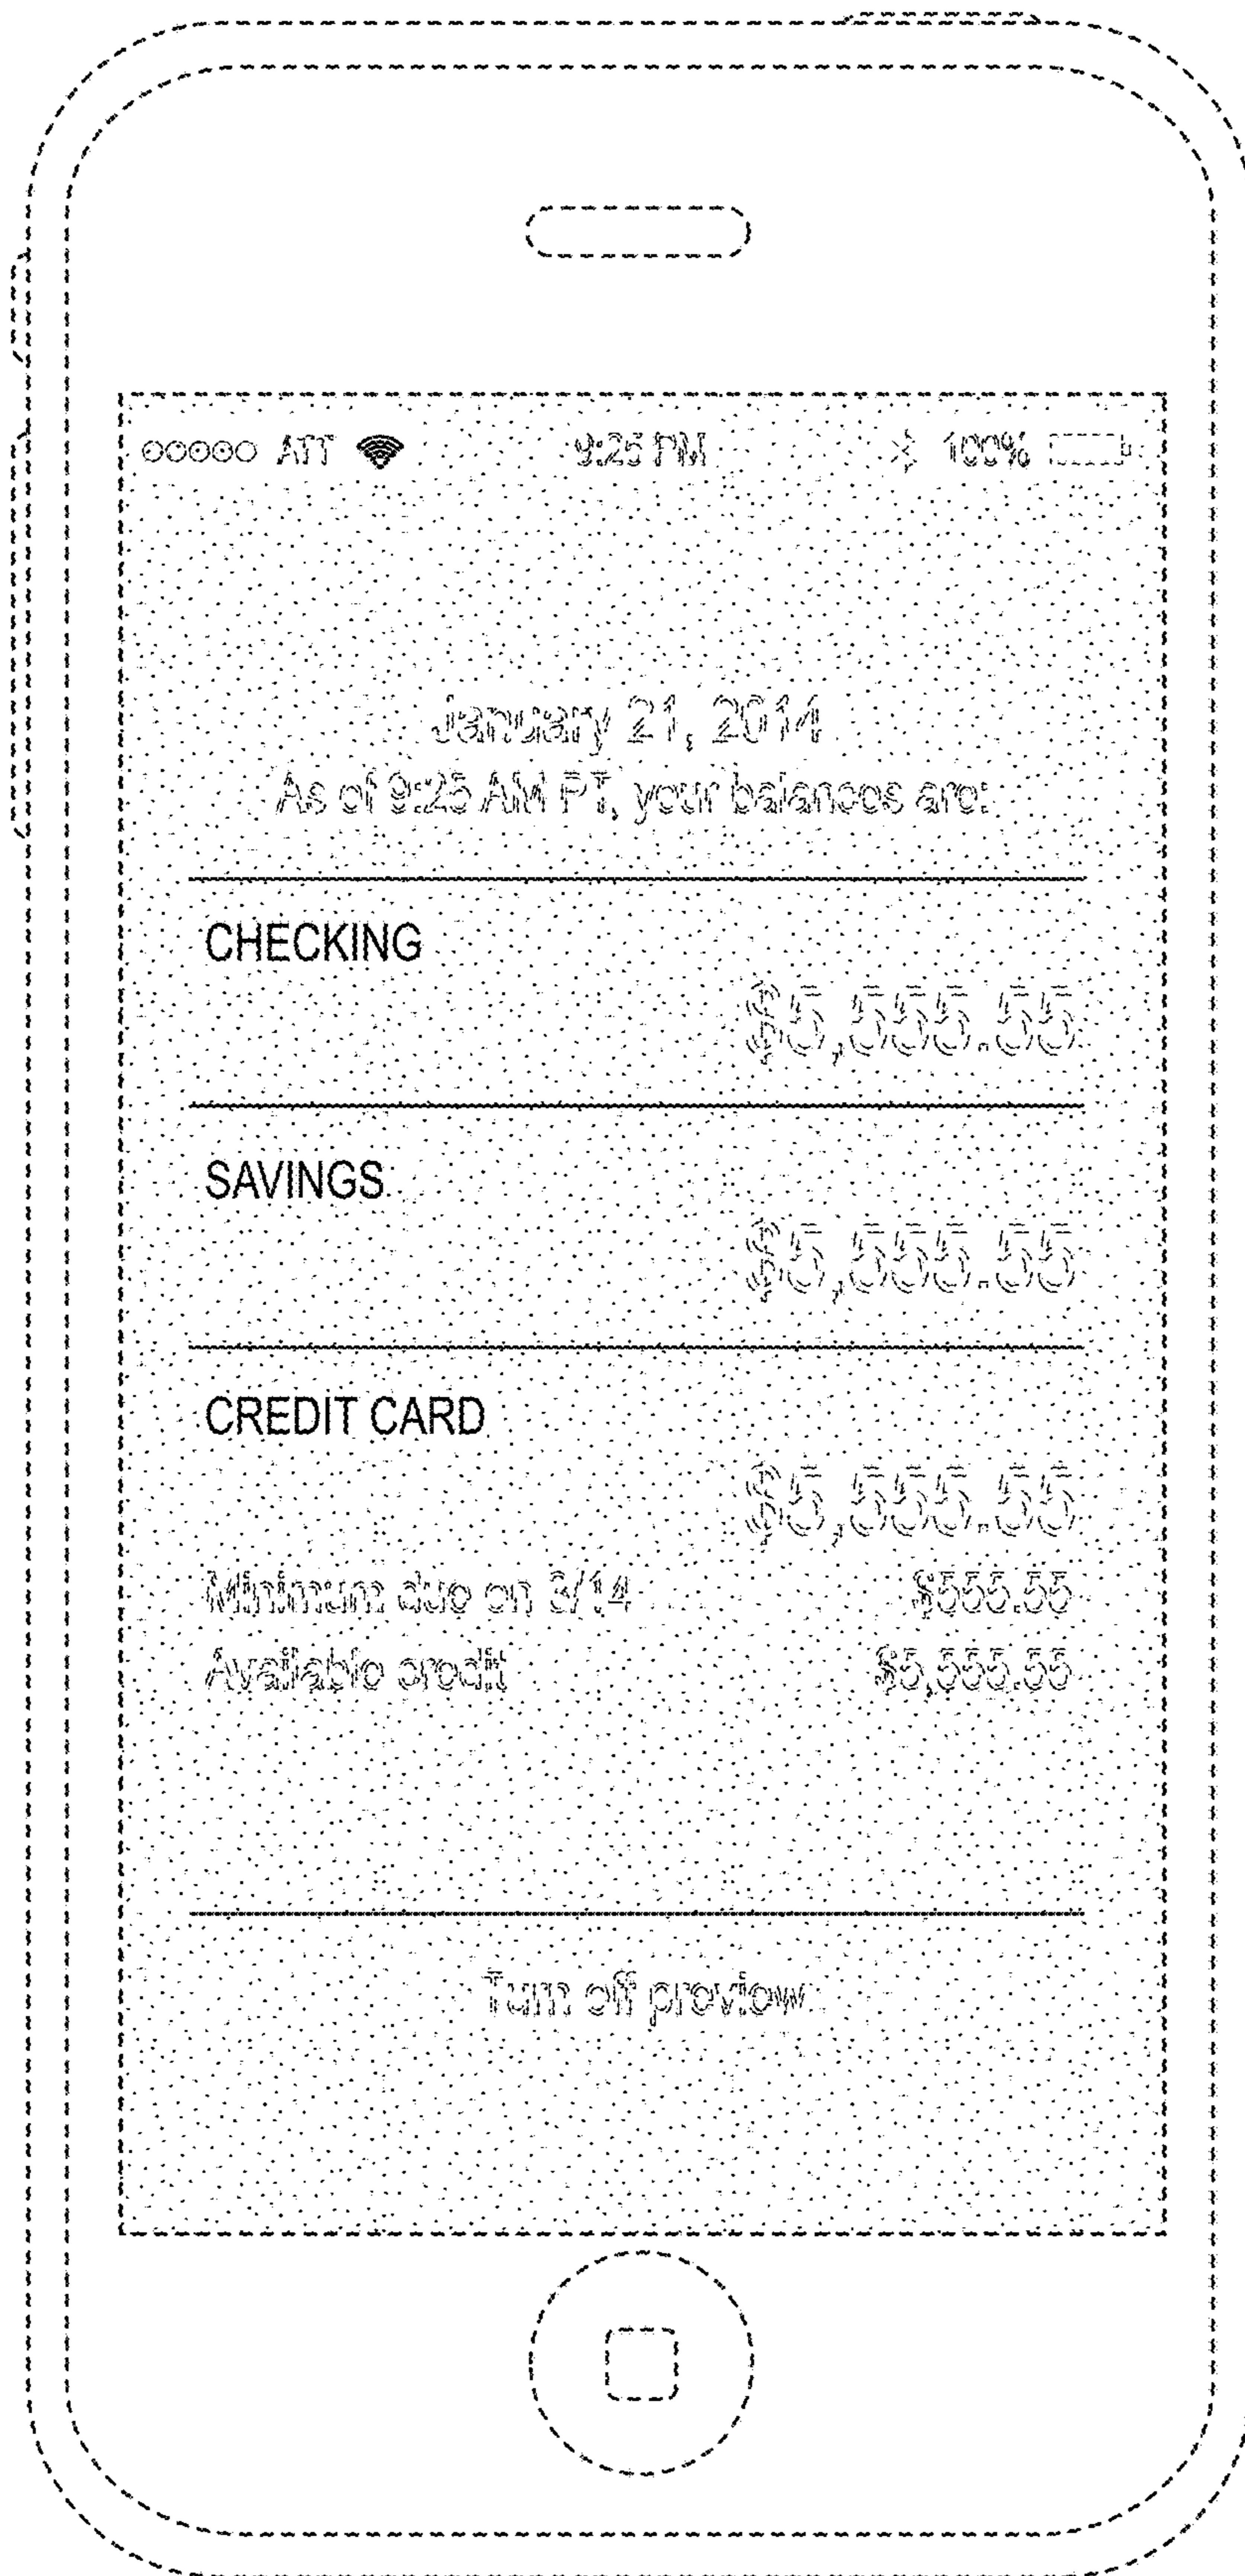 ATT 9:25 PM 100%
January 21, 2014
As of 9:25 AM PT, your balances are:
CHECKING
$5,555.55
SAVINGS
$5,555.55
CREDIT CARD
$5,555.55
Minimum due on 3/14 $555.55
Available credit $5,555.55
Turn off preview